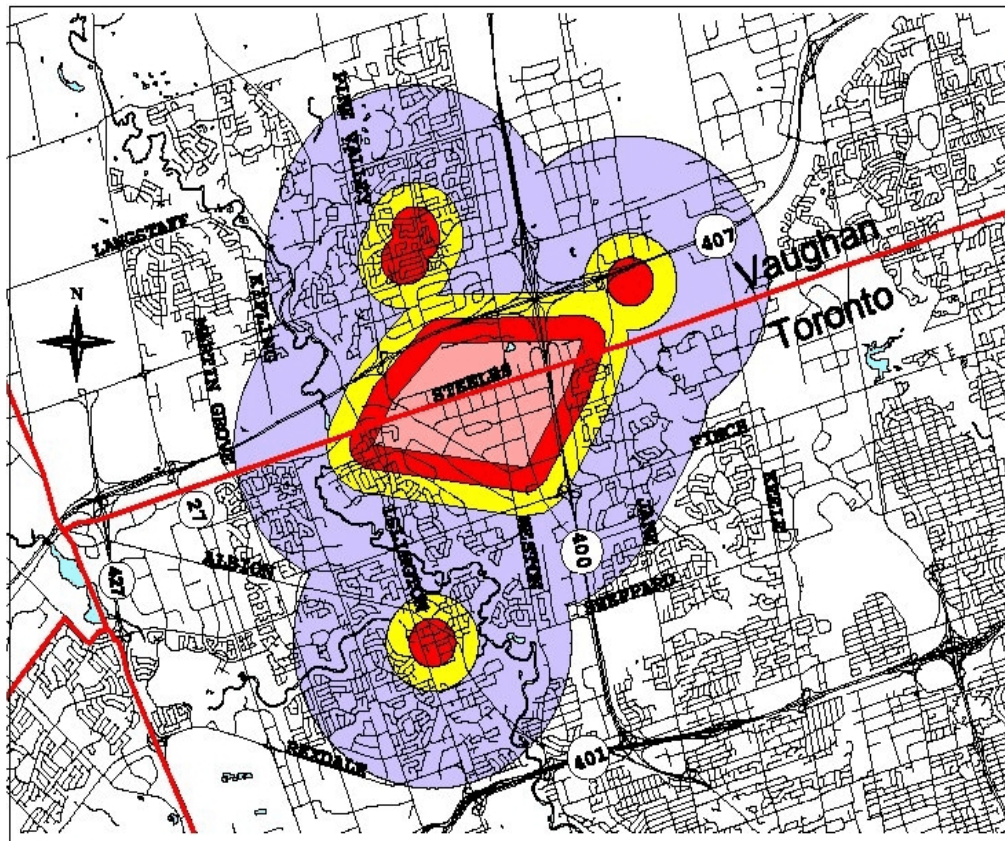 PINE VALLEY
LANGSTAFF
KIPLING
407
Vaughan
Toronto
N
MARTIN GROVE
STEELES
FINCH
KEELE
JANE
27
ISLINGTON
WESTON
400
ALBION
427
SHEPPARD
REXDALE
401